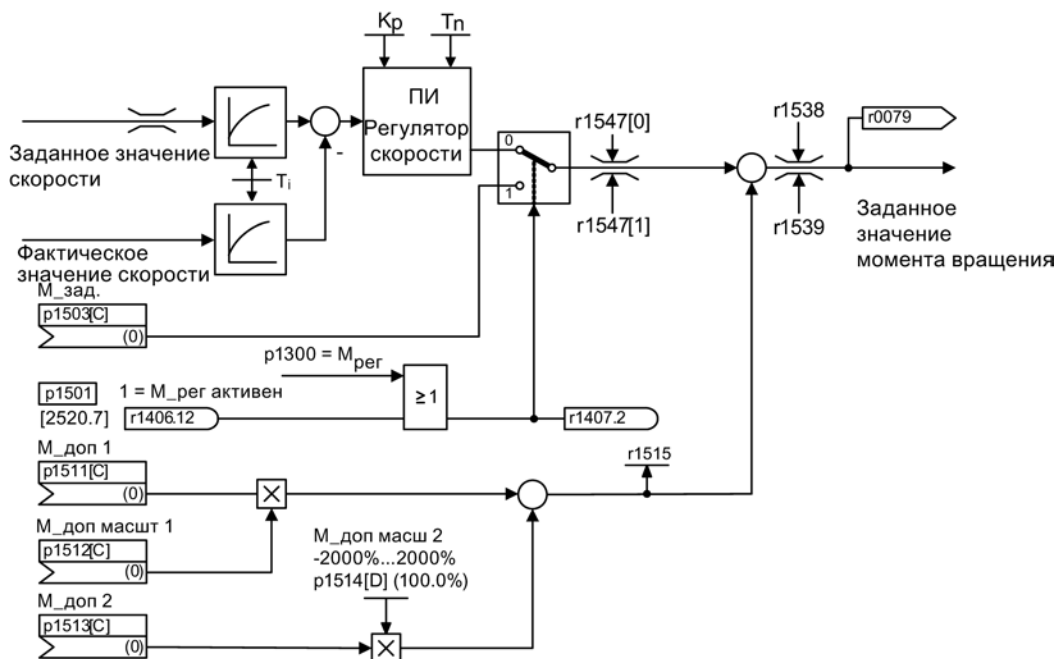 Kp
Tn
ПИ
Регулятор
скорости
Заданное значение
скорости
-
Ti
Фактическое
значение скорости
0
1
r1547[0]
r1547[1]
r1538
r1539
r0079
Заданное
значение
момента вращения
М_зад.
p1503[C]
(0)
p1300 = Mрег
p1501
[2520.7]
1 = М_рег активен
r1406.12
≥ 1
r1407.2
М_доп 1
p1511[C]
(0)
r1515
М_доп масшт 1
p1512[C]
(0)
М_доп масш 2
-2000%...2000%
p1514[D] (100.0%)
М_доп 2
p1513[C]
(0)